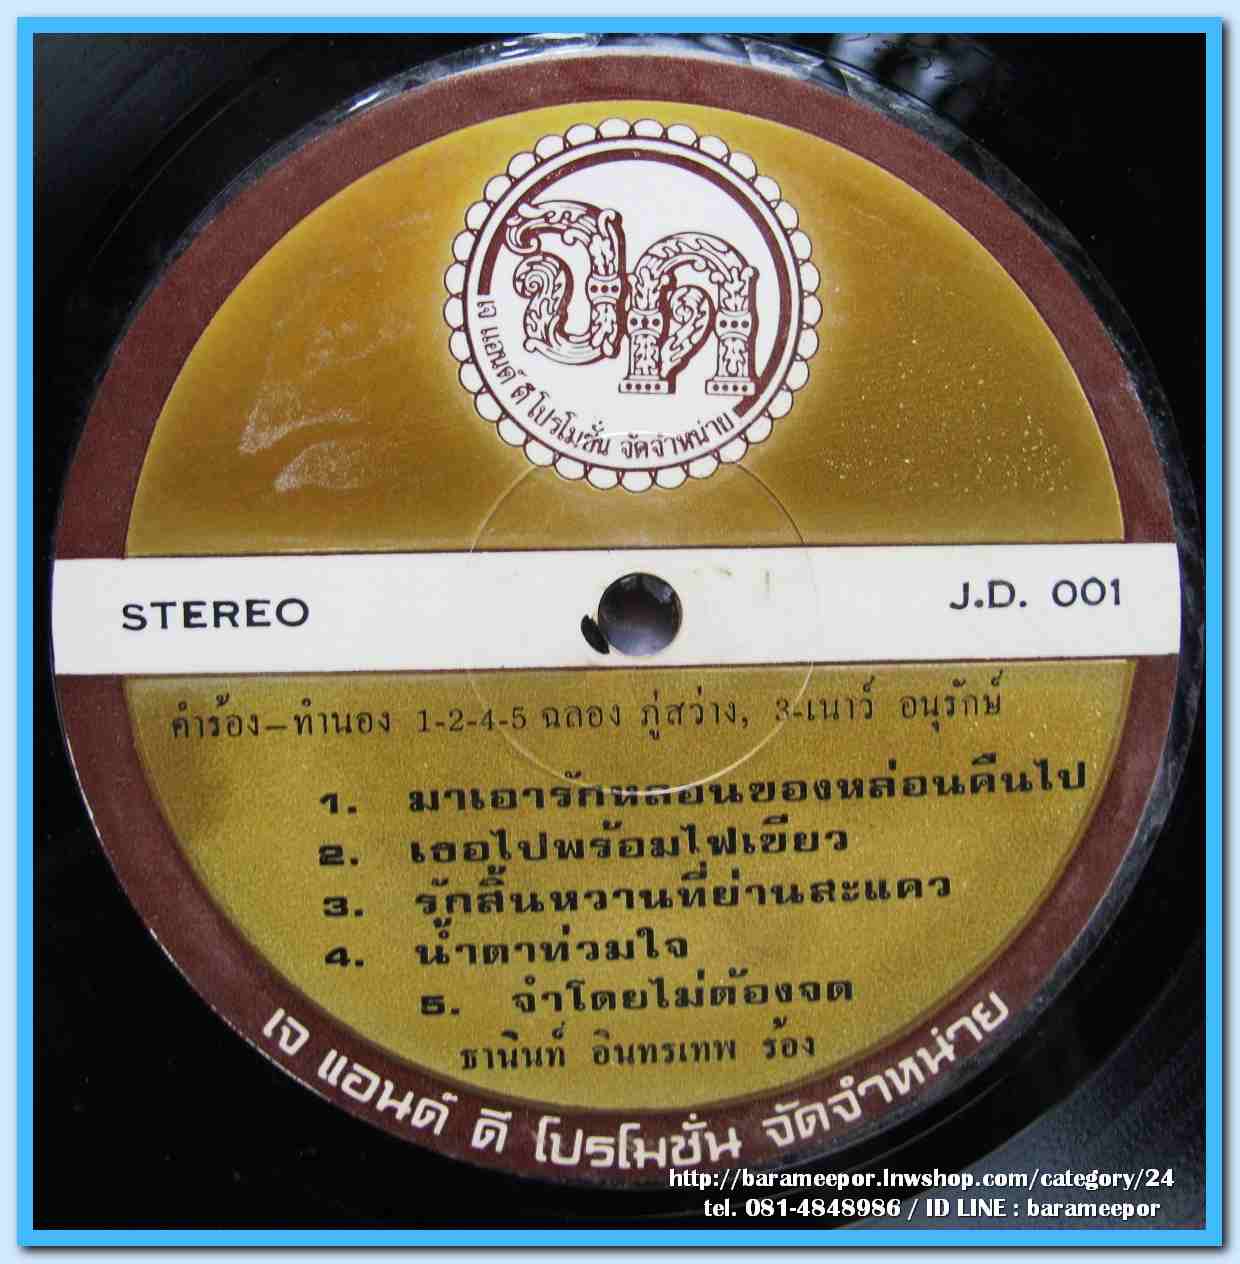 จด
เจ แอนด์ ดี โปรโมชั่น จัดจำหน่าย
STEREO
J.D. 001
คำร้อง–ทำนอง 1-2-4-5 ฉลอง ภู่สว่าง, 3-เนาว์ อนุรักษ์
1. มาเอารักหลอนของหล่อนคืนไป
2. เธอไปพร้อมไฟเขียว
3. รักสิ้นหวานที่ย่านสะแคว
4. น้ำตาท่วมใจ
5. จำโดยไม่ต้องจด
ธานินท์ อินทรเทพ ร้อง
เจ แอนด์ ดี โปรโมชั่น จัดจำหน่าย
http://barameepor.lnwshop.com/category/24
tel. 081-4848986 / ID LINE : barameepor